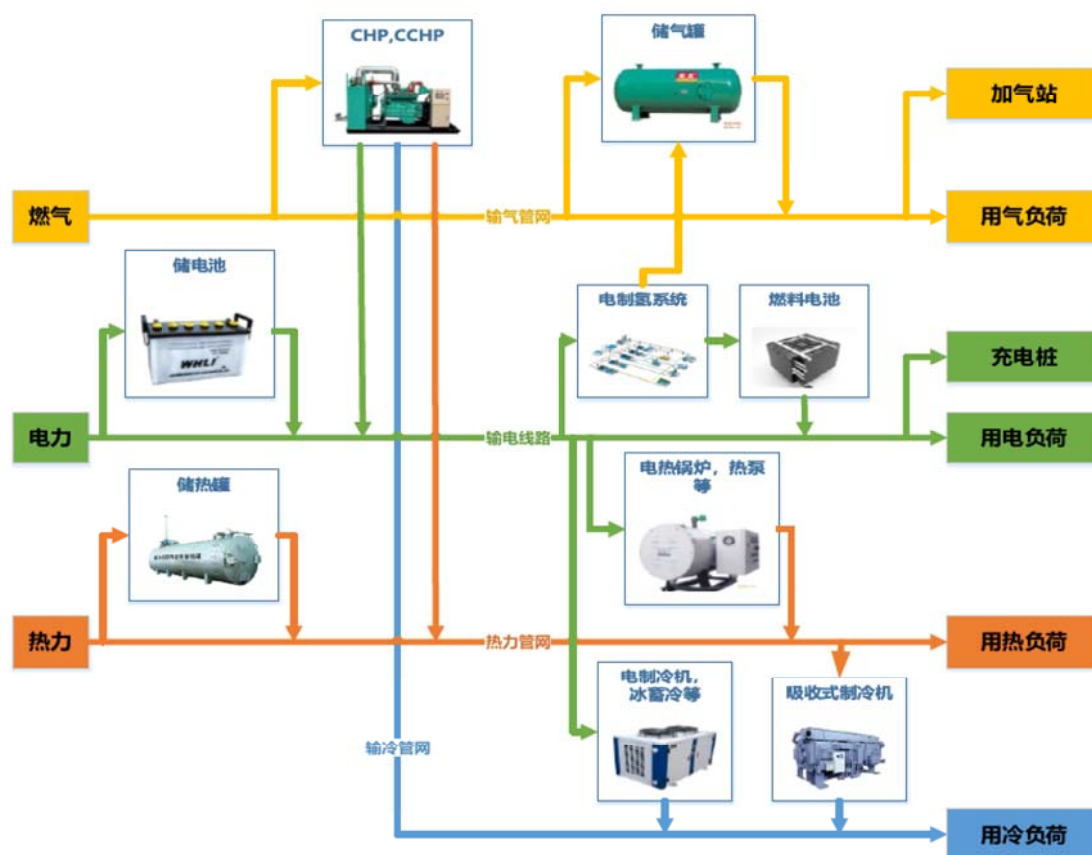 CHP,CCHP
储气罐
加气站
燃气
输气管网
用气负荷
储电池
WHLI
电制氢系统
燃料电池
充电桩
电力
输电线路
用电负荷
储热罐
电热锅炉，热泵
等
热力
热力管网
用热负荷
电制冷机，
冰蓄冷等
吸收式制冷机
输冷管网
用冷负荷